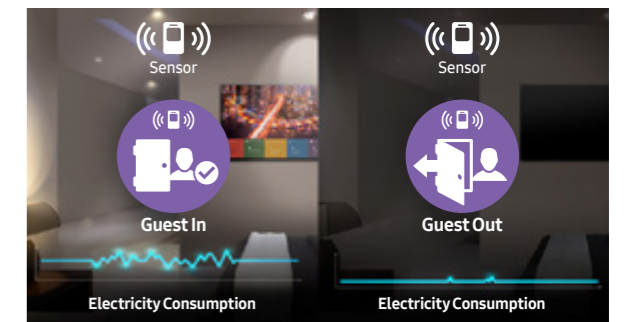 Sensor
Sensor
Guest In
Guest Out
Electricity Consumption
Electricity Consumption